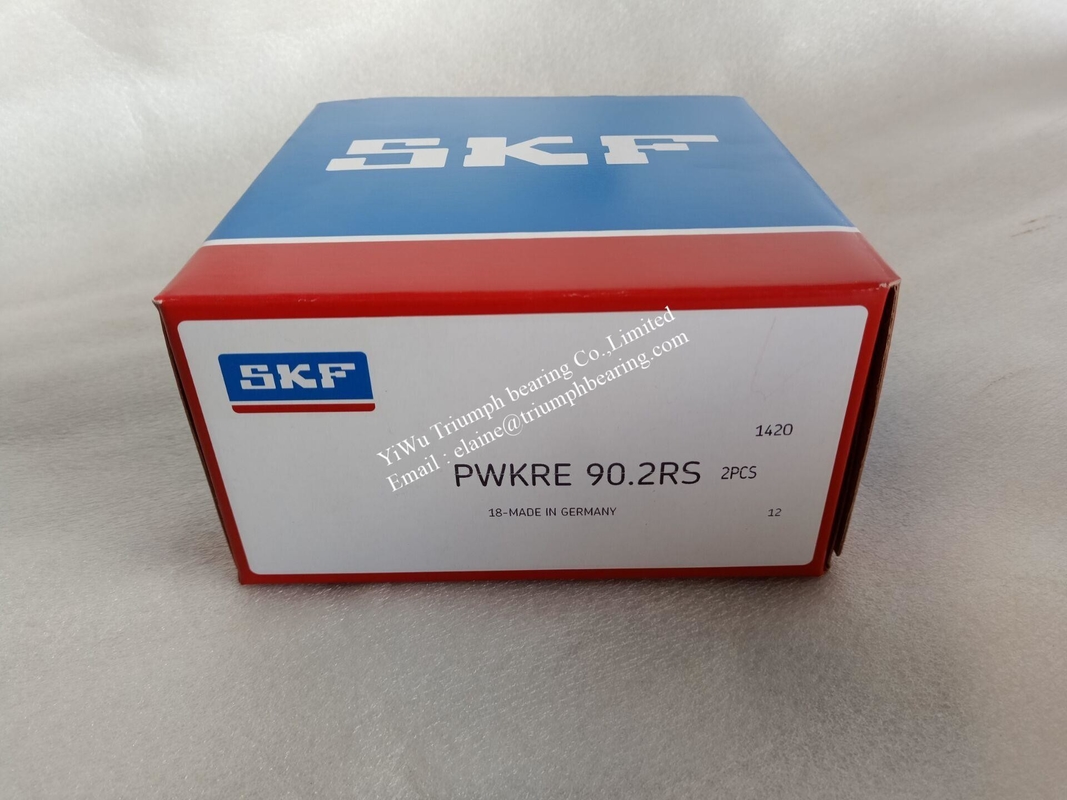 SKF
SKF
YiWu Triumph bearing Co.,Limited
Email : elaine@triumphbearing.com
1420
PWKRE 90.2RS 2PCS
18-MADE IN GERMANY
12